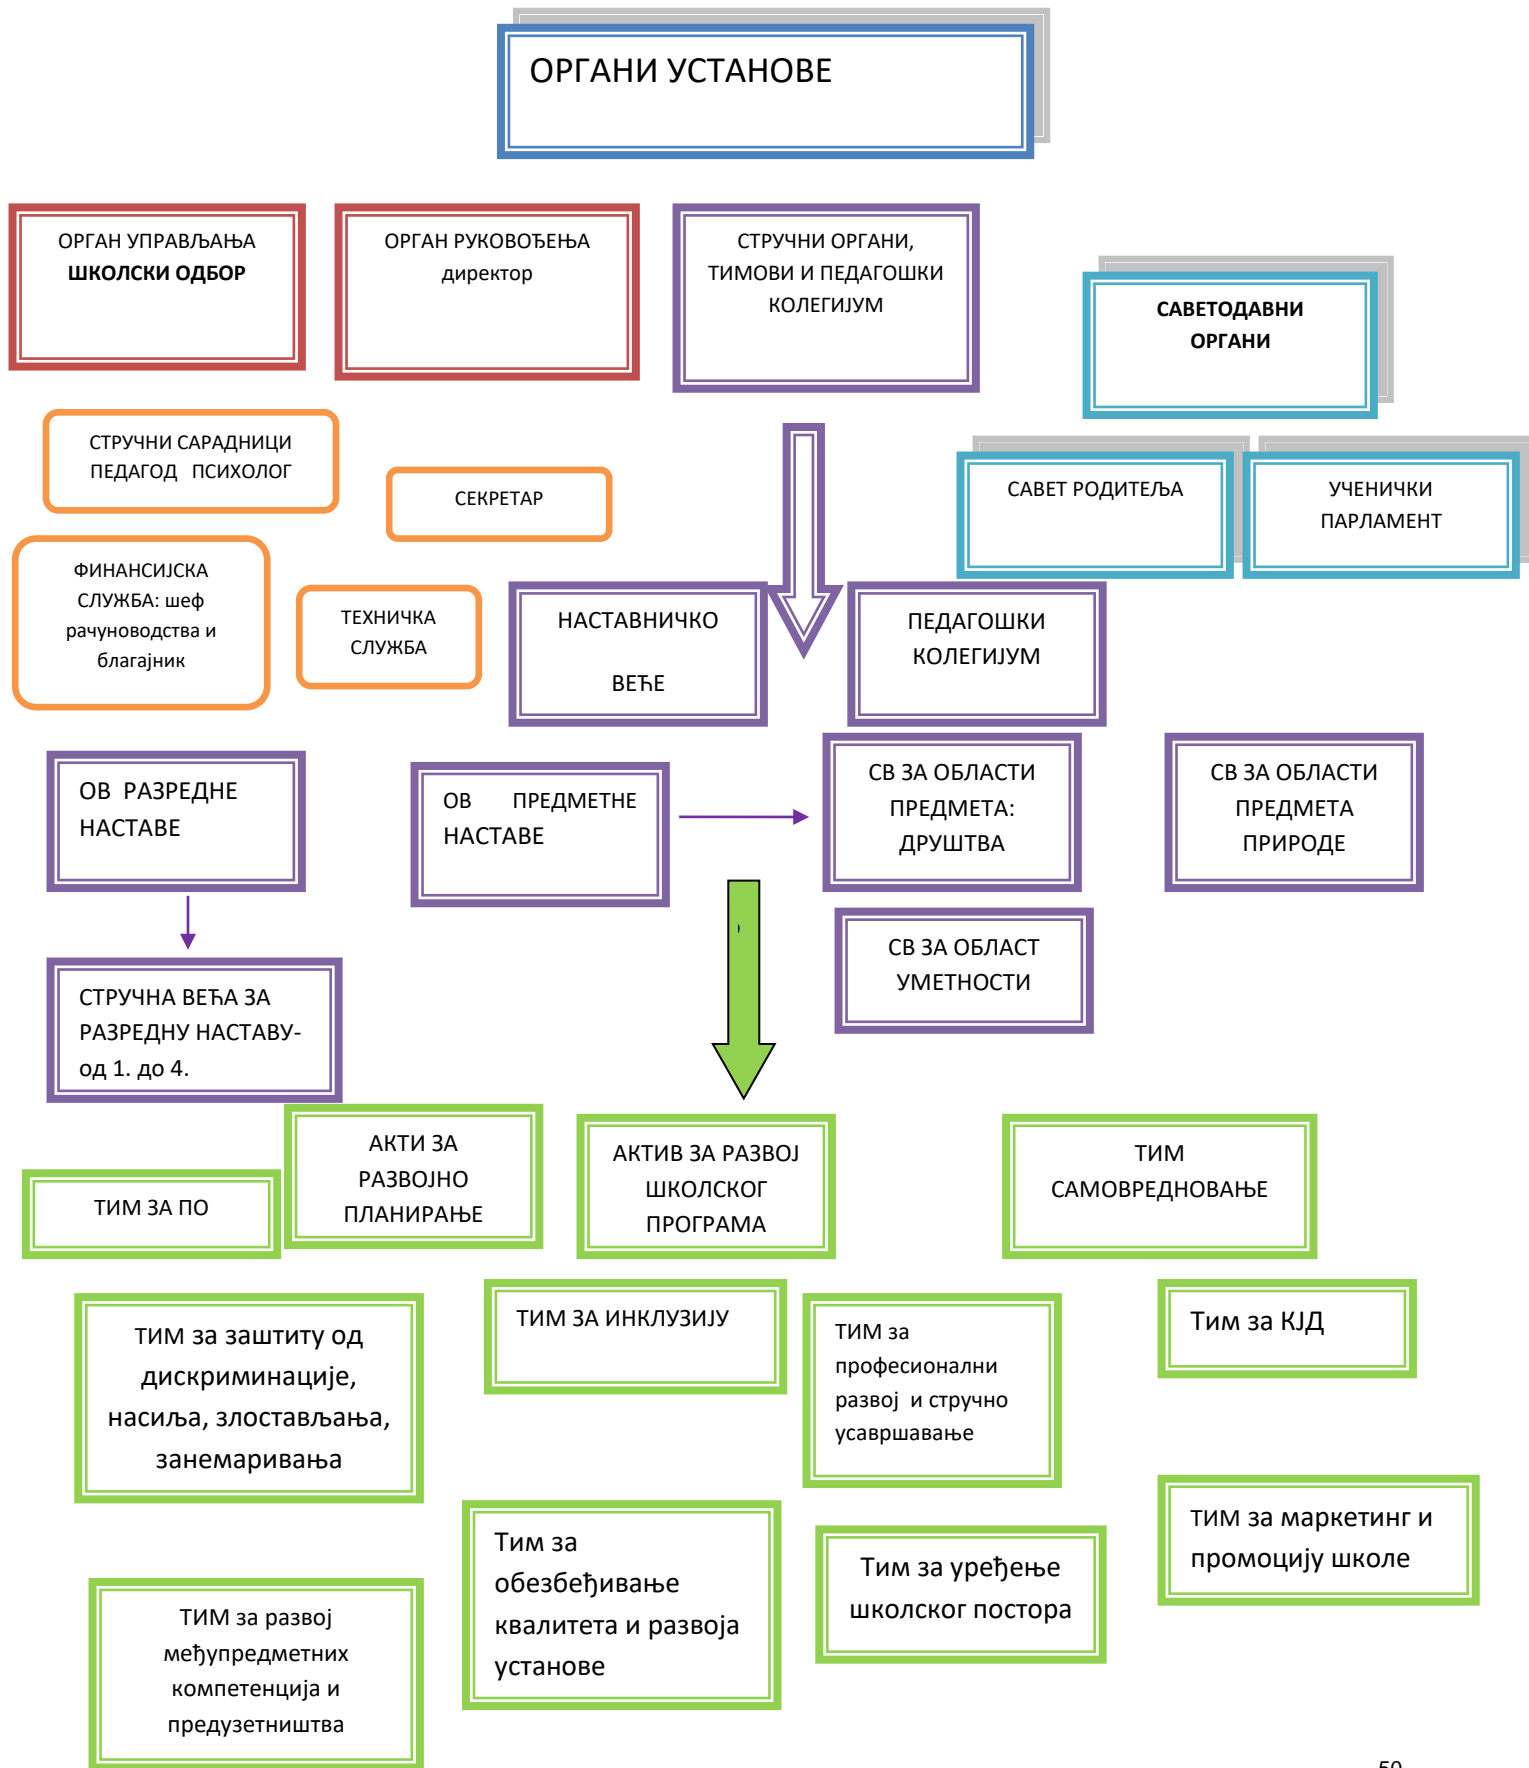 ОРГАНИ УСТАНОВЕ
ОРГАН УПРАВЉАЊА
ШКОЛСКИ ОДБОР
ОРГАН РУКОВОЂЕЊА
директор
СТРУЧНИ ОРГАНИ,
ТИМОВИ И ПЕДАГОШКИ
КОЛЕГИЈУМ
САВЕТОДАВНИ
ОРГАНИ
СТРУЧНИ САРАДНИЦИ
ПЕДАГОД ПСИХОЛОГ
СЕКРЕТАР
САВЕТ РОДИТЕЉА
УЧЕНИЧКИ
ПАРЛАМЕНТ
ФИНАНСИЈСКА
СЛУЖБА: шеф
рачуноводства и
благајник
ТЕХНИЧКА
СЛУЖБА
НАСТАВНИЧКО
ВЕЋЕ
ПЕДАГОШКИ
КОЛЕГИЈУМ
ОВ РАЗРЕДНЕ
НАСТАВЕ
ОВ ПРЕДМЕТНЕ
НАСТАВЕ
СВ ЗА ОБЛАСТИ
ПРЕДМЕТА:
ДРУШТВА
СВ ЗА ОБЛАСТИ
ПРЕДМЕТА
ПРИРОДЕ
СВ ЗА ОБЛАСТ
УМЕТНОСТИ
СТРУЧНА ВЕЋА ЗА
РАЗРЕДНУ НАСТАВУ-
од 1. до 4.
ТИМ ЗА ПО
АКТИ ЗА
РАЗВОЈНО
ПЛАНИРАЊЕ
АКТИВ ЗА РАЗВОЈ
ШКОЛСКОГ
ПРОГРАМА
ТИМ
САМОВРЕДНОВАЊЕ
ТИМ за заштиту од
дискриминације,
насиља, злостављања,
занемаривања
ТИМ ЗА ИНКЛУЗИЈУ
ТИМ за
професионални
развој и стручно
усавршавање
Тим за КЈД
Тим за
обезбеђивање
квалитета и развоја
установе
Тим за уређење
школског постора
ТИМ за маркетинг и
промоцију школе
ТИМ за развој
међупредметних
компетенција и
предузетништва